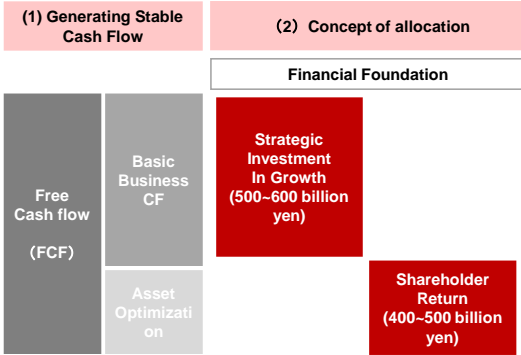 (1) Generating Stable
Cash Flow
(2) Concept of allocation
Financial Foundation
Free
Cash flow
(FCF)
Basic
Business
CF
Asset
Optimizati
on
Strategic
Investment
In Growth
(500~600 billion
yen)
Shareholder
Return
(400~500 billion
yen)